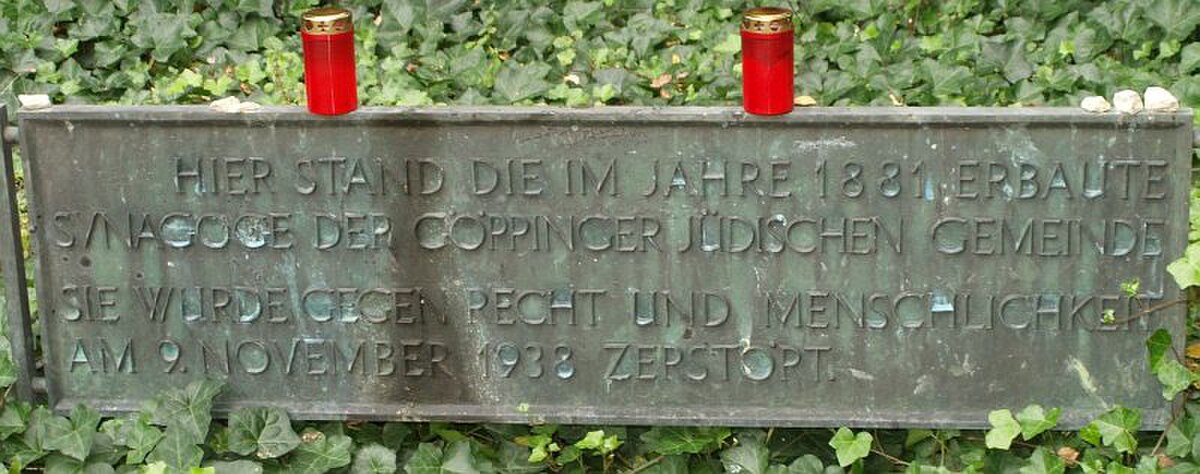 HIER STAND DIE IM JAHRE 1881 ERBAUTE
SYNAGOGE DER GÖPPINGER JÜDISCHEN GEMEINDE
SIE WURDE GEGEN RECHT UND MENSCHLICHKEIT
AM 9. NOVEMBER 1938 ZERSTÖRT.